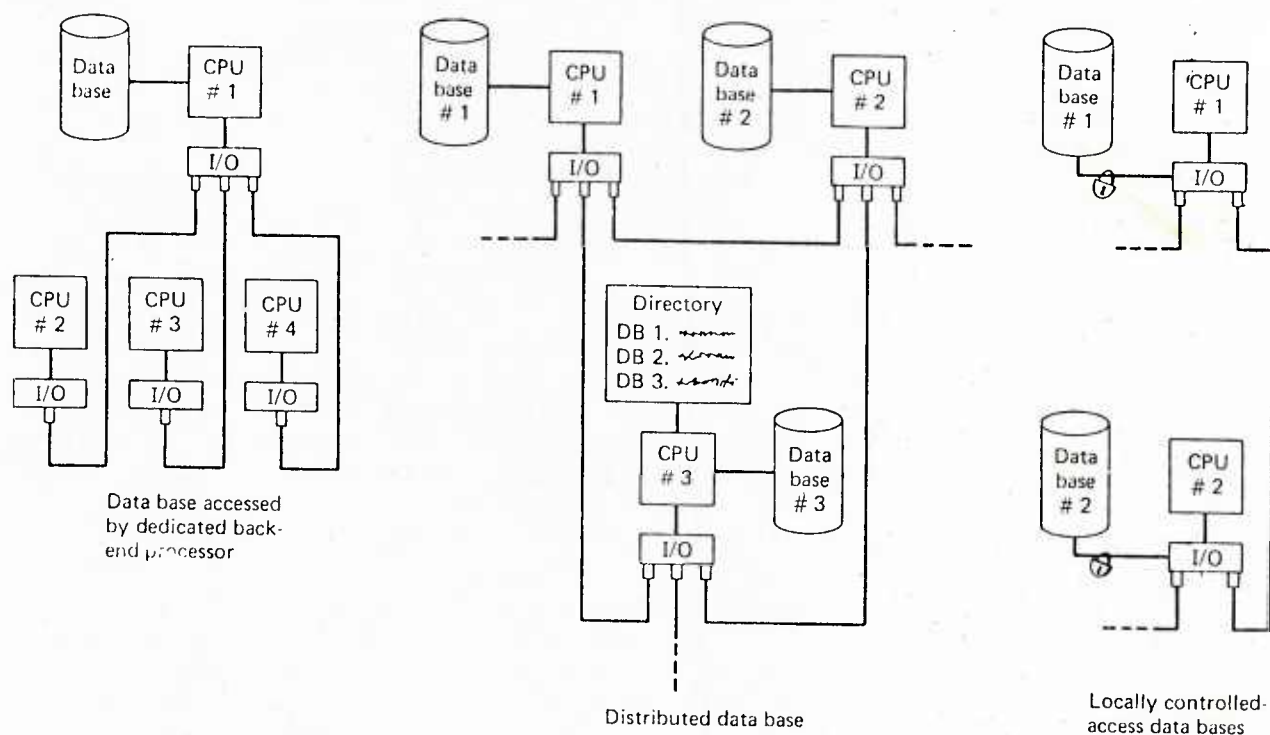 Data
base
CPU
# 1
I/O
CPU
# 2
I/O
CPU
# 3
I/O
CPU
#4
I/O
Data base accessed
by dedicated back-
end processor
Data
base
# 1
CPU
# 1
I/O
Data
base
# 2
CPU
# 2
I/O
Directory
DB 1.
DB 2.
DB 3.
CPU
# 3
Data
base
# 3
I/O
Distributed data base
Data
base
# 1
CPU
# 1
I/O
Data
base
# 2
CPU
# 2
I/O
Locally controlled-
access data bases